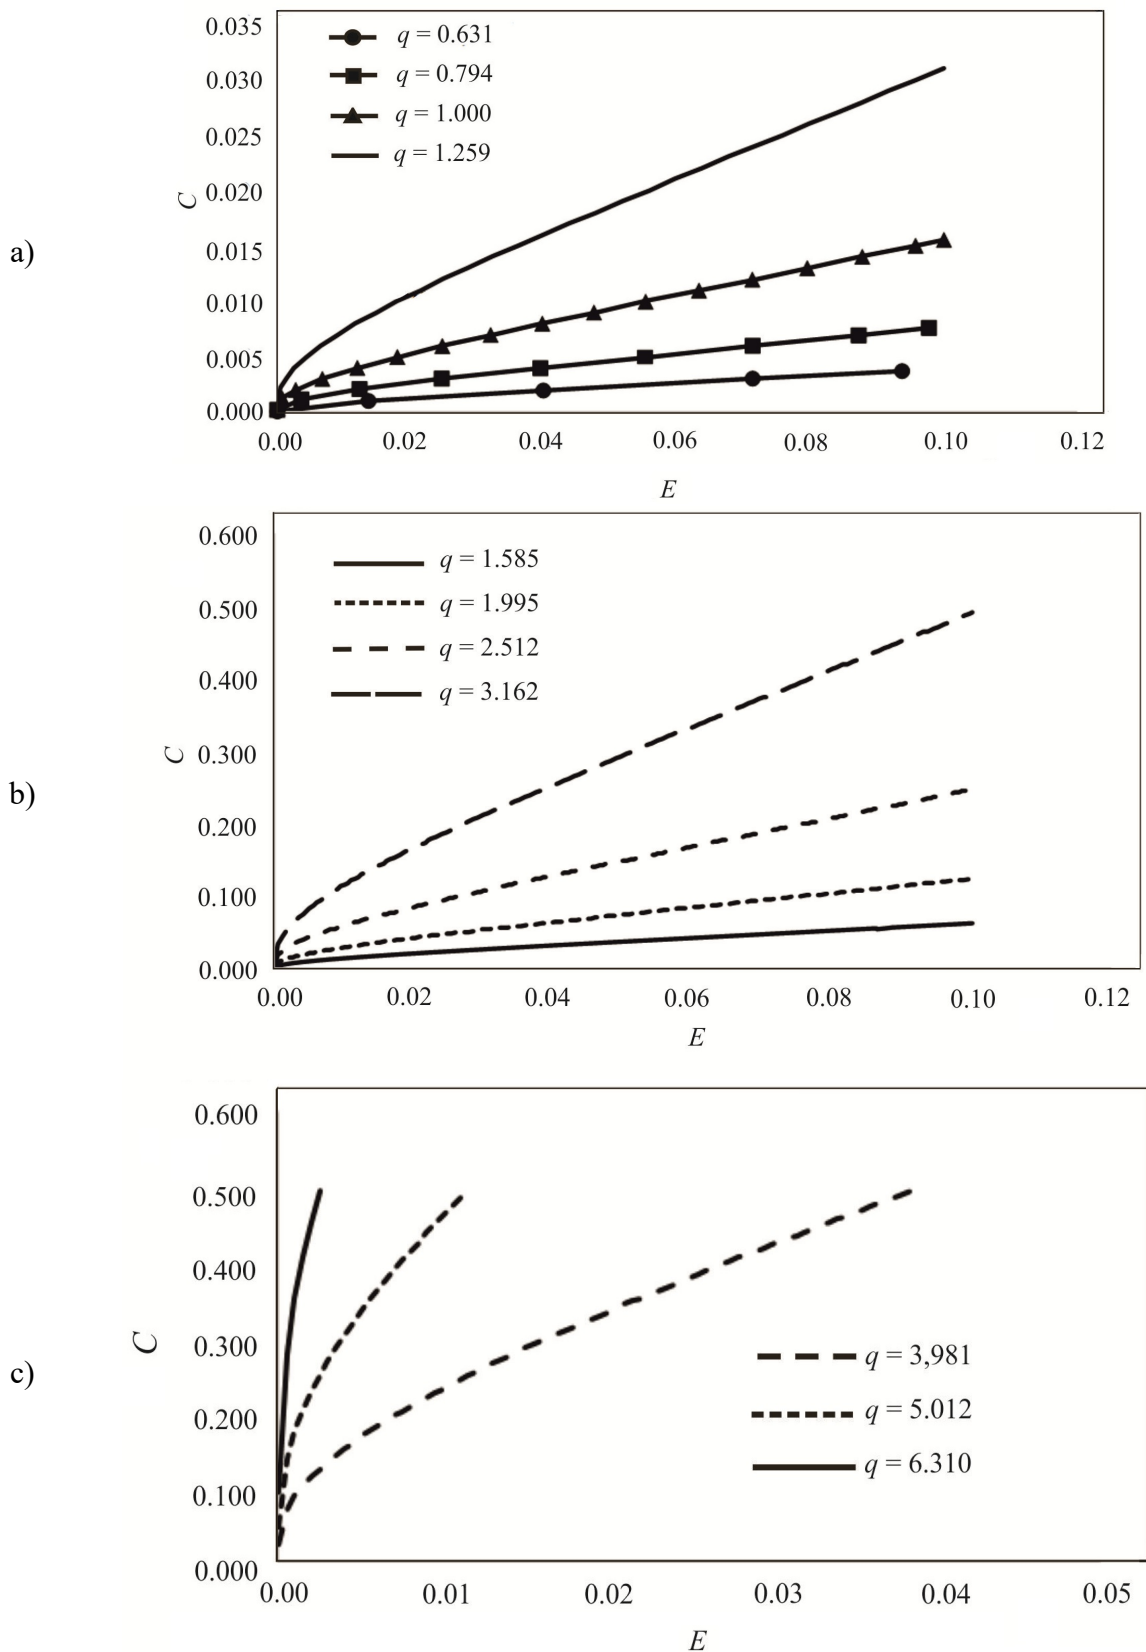 a)
0.035
0.030
0.025
0.020
0.015
0.010
0.005
0.000
C
q = 0.631
q = 0.794
q = 1.000
q = 1.259
0.00 0.02 0.04 0.06 0.08 0.10 0.12
E
b)
0.600
0.500
0.400
0.300
0.200
0.100
0.000
C
q = 1.585
q = 1.995
q = 2.512
q = 3.162
0.00 0.02 0.04 0.06 0.08 0.10 0.12
E
c)
0.600
0.500
0.400
0.300
0.200
0.100
0.000
C
q = 3,981
q = 5.012
q = 6.310
0.00 0.01 0.02 0.03 0.04 0.05
E